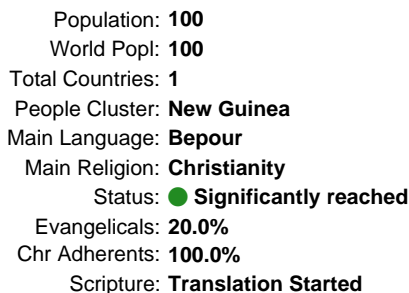 Population: 100
World Popl: 100
Total Countries: 1
People Cluster: New Guinea
Main Language: Bepour
Main Religion: Christianity
Status: Significantly reached
Evangelicals: 20.0%
Chr Adherents: 100.0%
Scripture: Translation Started